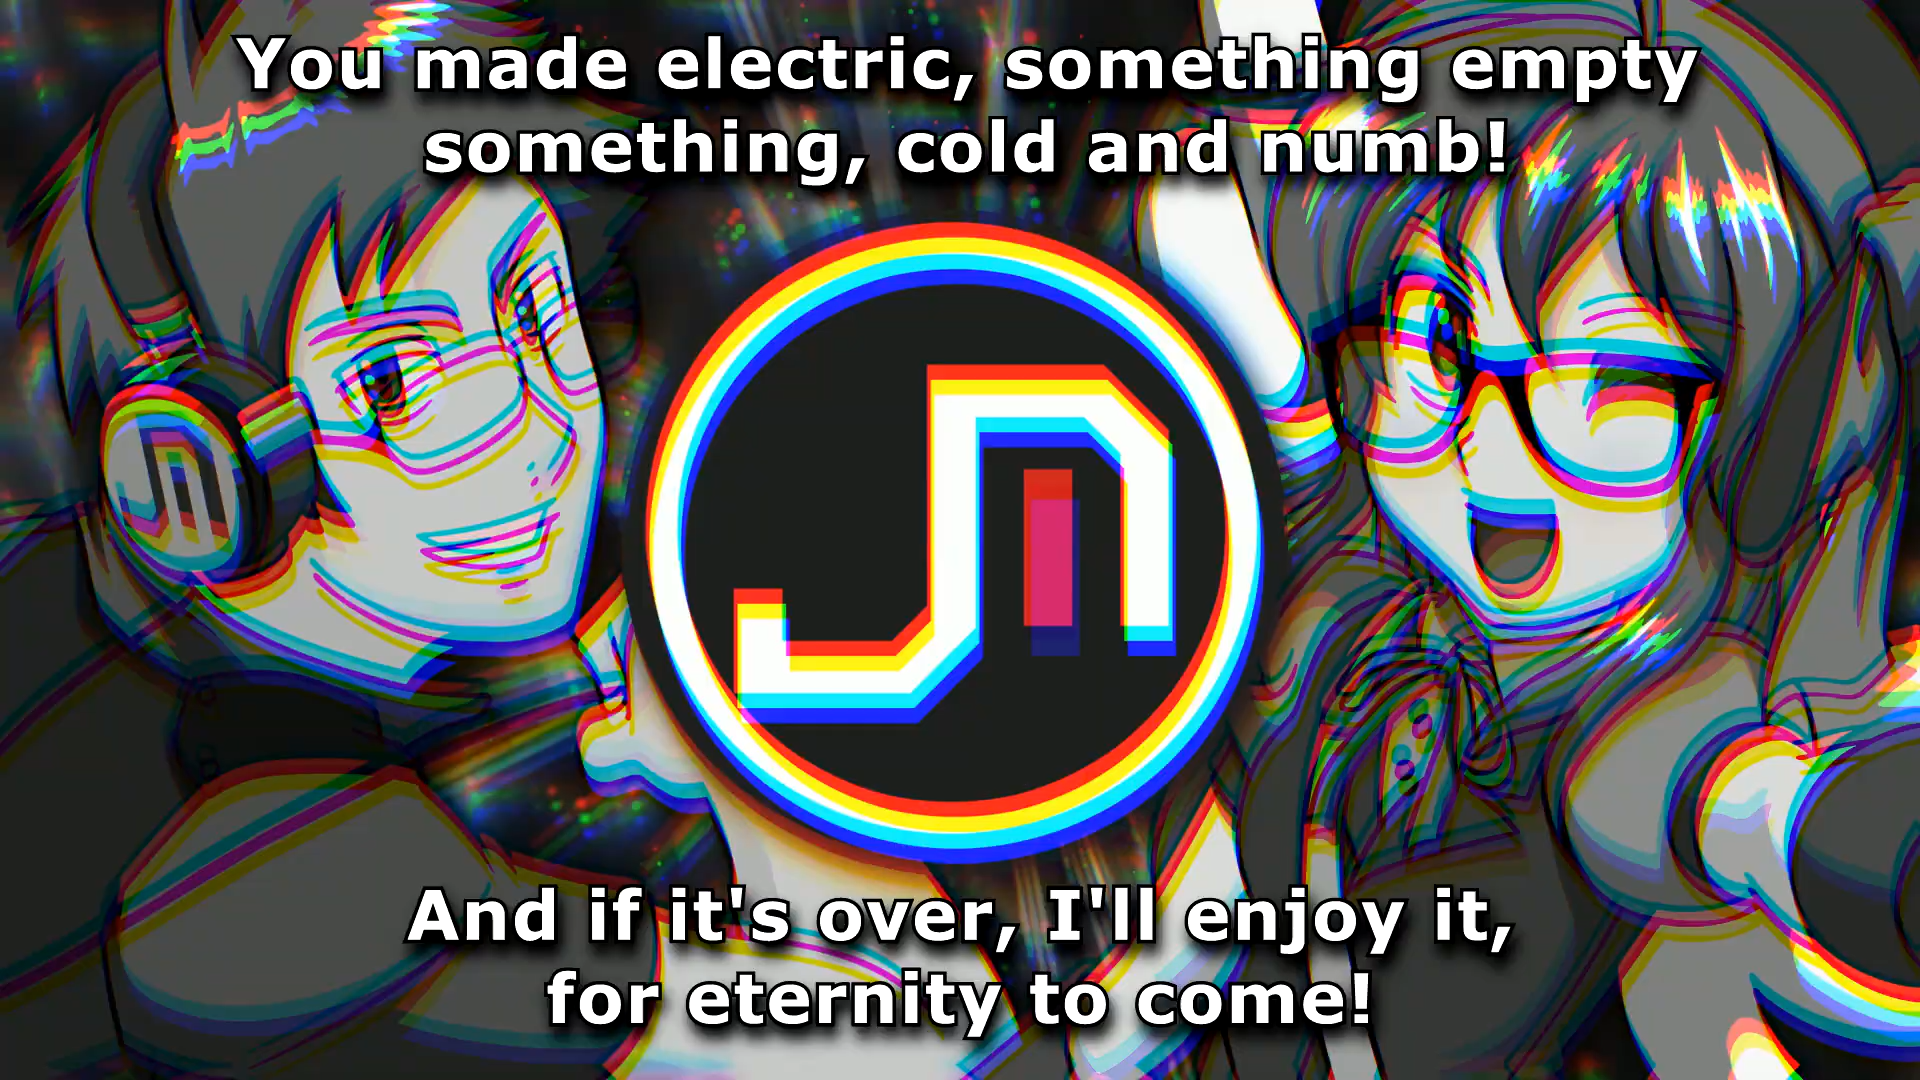 You made electric, something empty
something, cold and numb!
And if it's over, I'll enjoy it,
for eternity to come!